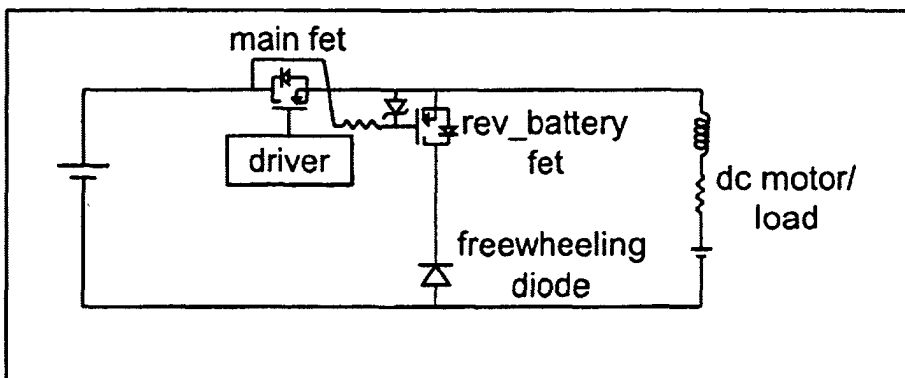 main fet
driver
rev_battery
fet
dc motor/
load
freewheeling
diode